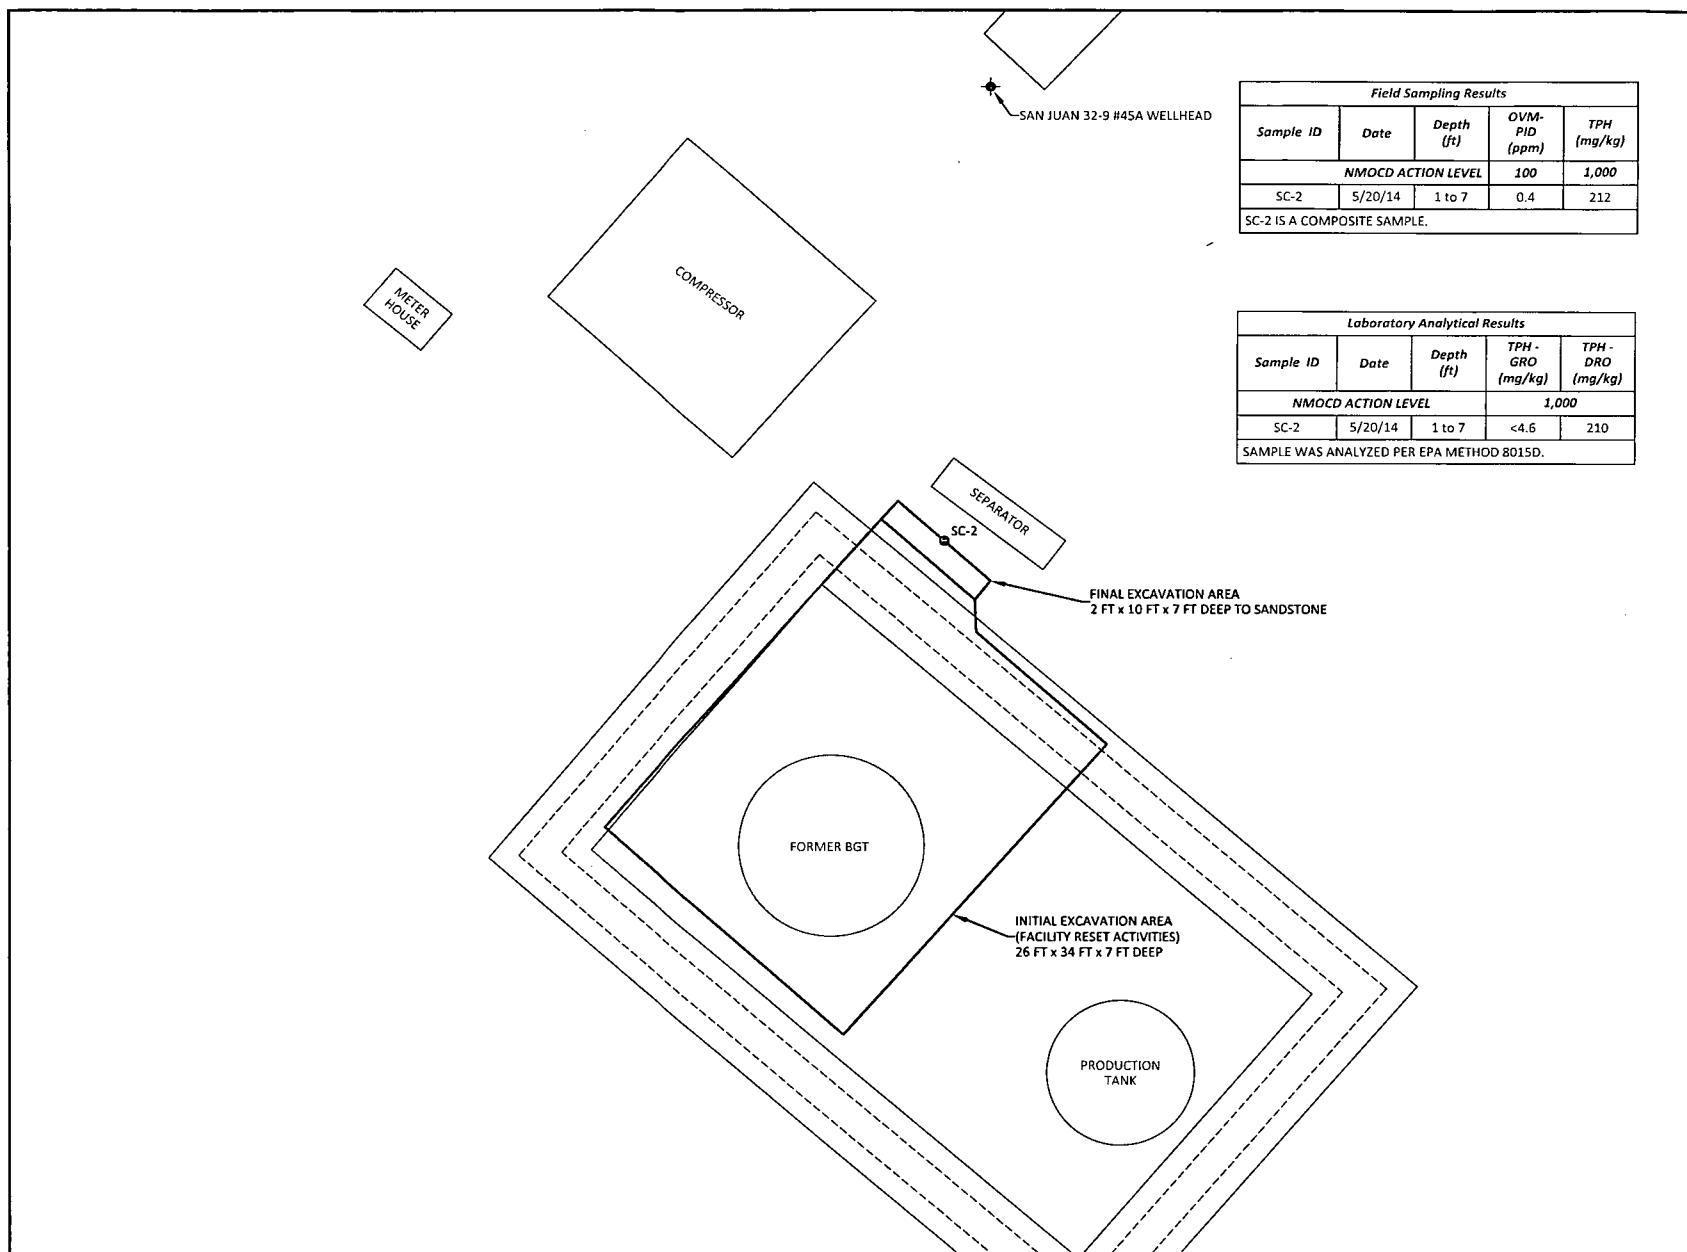 SAN JUAN 32-9 #45A WELLHEAD
Field Sampling Results
Sample ID Date Depth (ft) OVM-PID (ppm) TPH (mg/kg)
NMOCD ACTION LEVEL 100 1,000
SC-2 5/20/14 1 to 7 0.4 212
SC-2 IS A COMPOSITE SAMPLE.
COMPRESSOR
METER
HOUSE
Laboratory Analytical Results
Sample ID Date Depth (ft) TPH - GRO (mg/kg) TPH - DRO (mg/kg)
NMOCD ACTION LEVEL 1,000
SC-2 5/20/14 1 to 7 <4.6 210
SAMPLE WAS ANALYZED PER EPA METHOD 8015D.
SEPARATOR
SC-2
FINAL EXCAVATION AREA
2 FT x 10 FT x 7 FT DEEP TO SANDSTONE
FORMER BGT
INITIAL EXCAVATION AREA
(FACILITY RESET ACTIVITIES)
26 FT x 34 FT x 7 FT DEEP
PRODUCTION
TANK